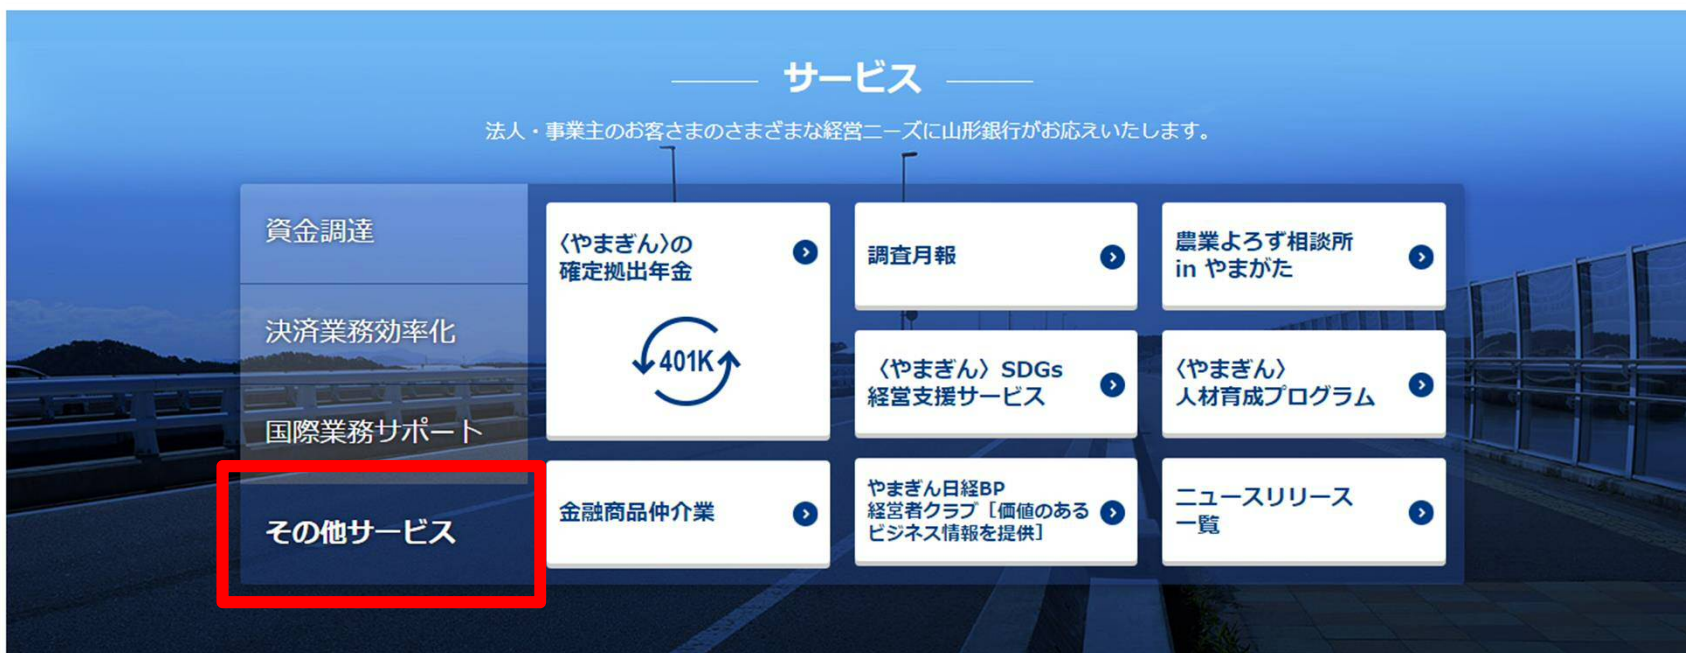 サービス
法人・事業主のお客さまのさまざまな経営ニーズに山形銀行がお応えいたします。
資金調達
決済業務効率化
国際業務サポート
その他サービス
〈やまぎん〉の
確定拠出年金
401K
調査月報
農業よろず相談所
in やまがた
〈やまぎん〉SDGs
経営支援サービス
〈やまぎん〉
人材育成プログラム
金融商品仲介業
やまぎん日経BP
経営者クラブ［価値のある
ビジネス情報を提供］
ニュースリリース
一覧